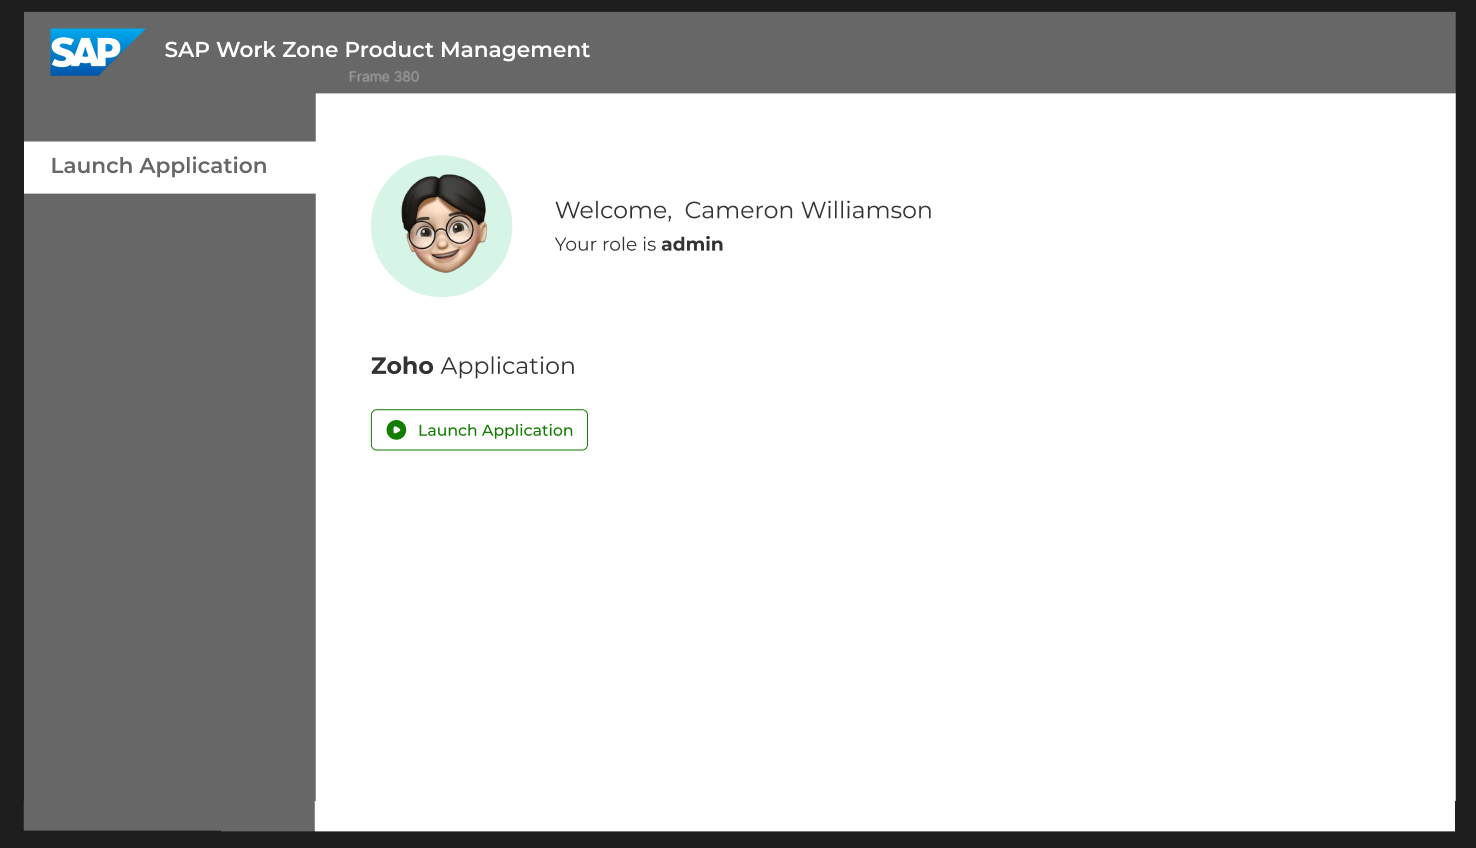 SAP
SAP Work Zone Product Management
Frame 380
Launch Application
Welcome,  Cameron Williamson
Your role is admin
Zoho Application
Launch Application